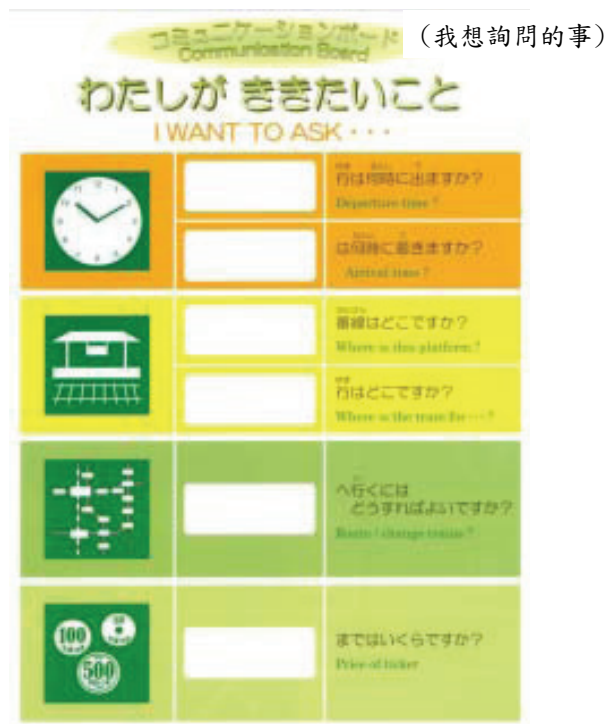 コミュニケーションボード
（我想詢問的事）
Communication Board
わたしが ききたいこと
I WANT TO ASK・・・
行は何時に出ますか？
Departure time ?
は何時に着きますか？
Arrival time ?
番線はどこですか？
Where is this platform ?
行はどこですか？
Where is the train for ・・・?
へ行くには
どうすればよいですか？
Route / change trains ?
100
500
まではいくらですか？
Price of ticket